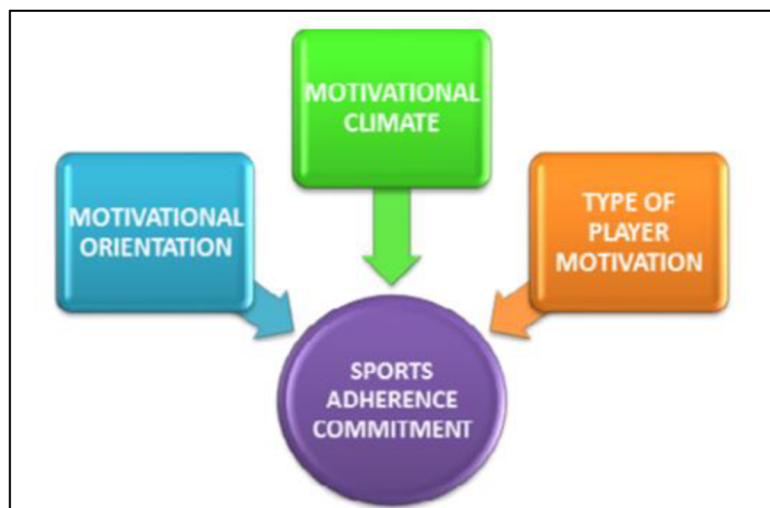 MOTIVATIONAL
CLIMATE
MOTIVATIONAL
ORIENTATION
TYPE OF
PLAYER
MOTIVATION
SPORTS
ADHERENCE
COMMITMENT